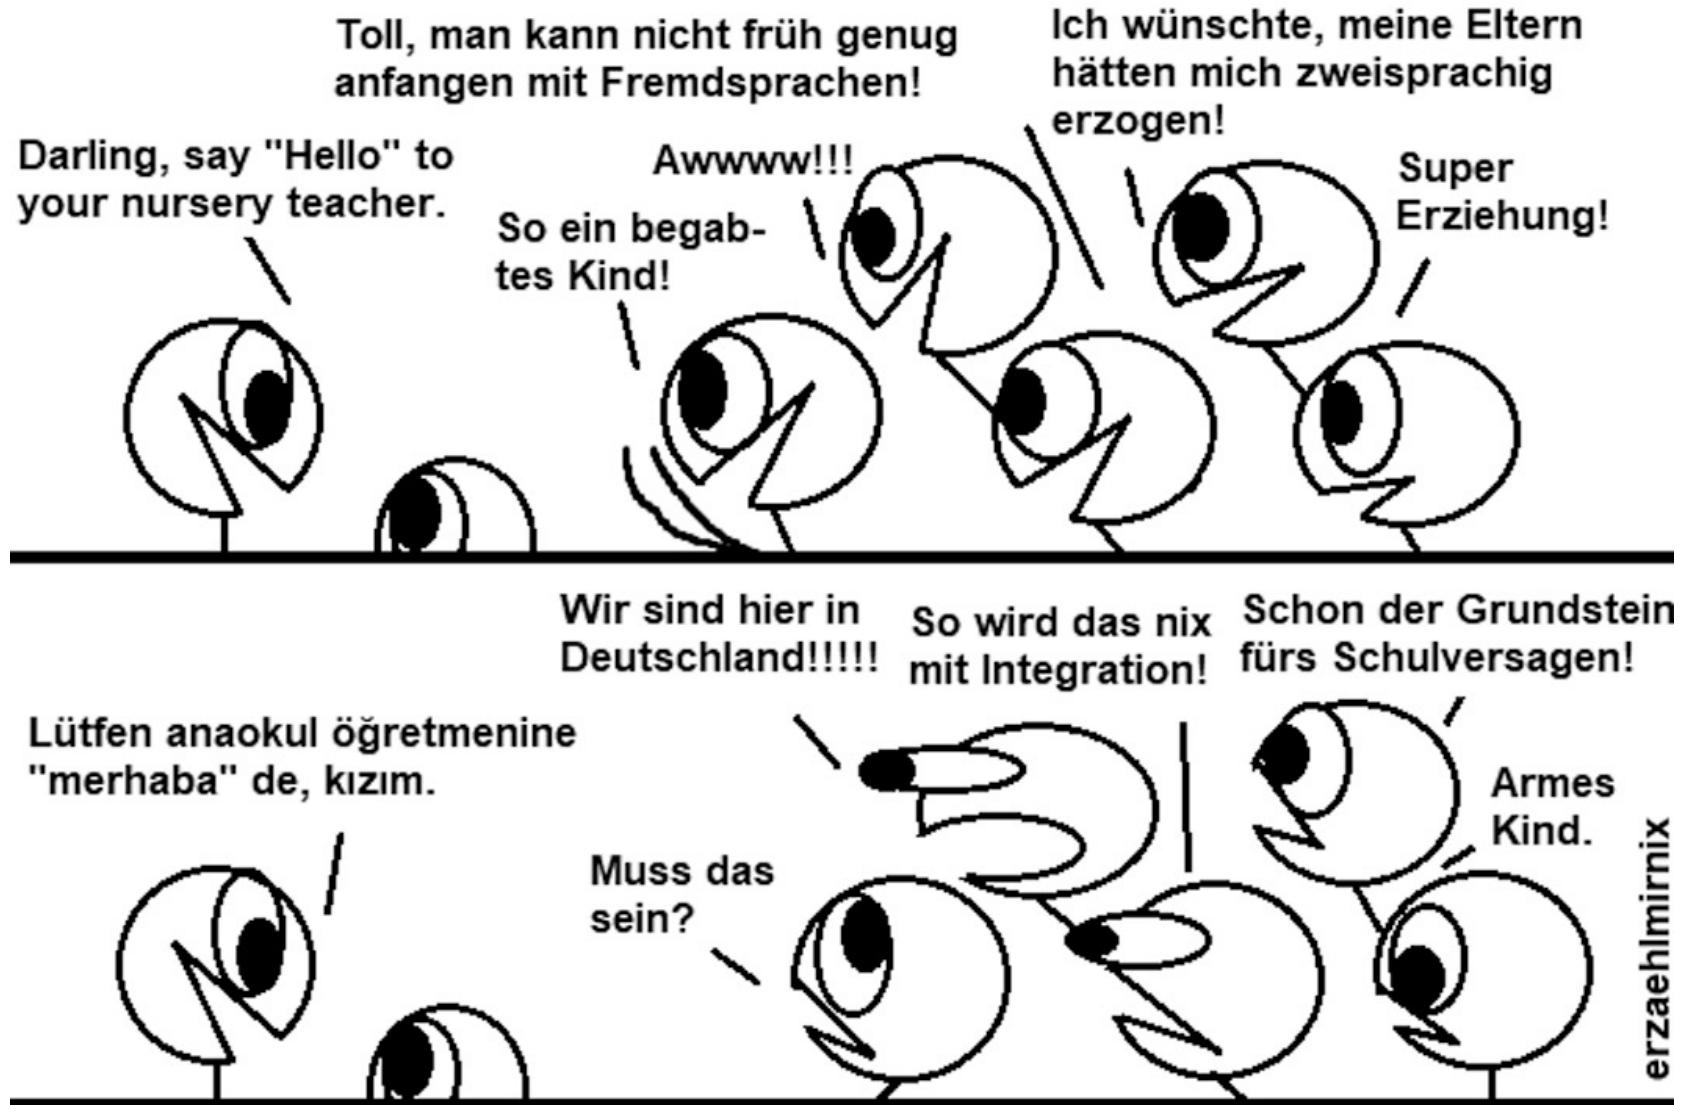 Darling, say "Hello" to
your nursery teacher.
Toll, man kann nicht früh genug
anfangen mit Fremdsprachen!
So ein begab-
tes Kind!
Awwww!!!
Ich wünschte, meine Eltern
hätten mich zweisprachig
erzogen!
Super
Erziehung!
Lütfen anaokul öğretmenine
"merhaba" de, kızım.
Muss das
sein?
Wir sind hier in
Deutschland!!!!!
So wird das nix
mit Integration!
Schon der Grundstein
fürs Schulversagen!
Armes
Kind.
erzaehlmirnix